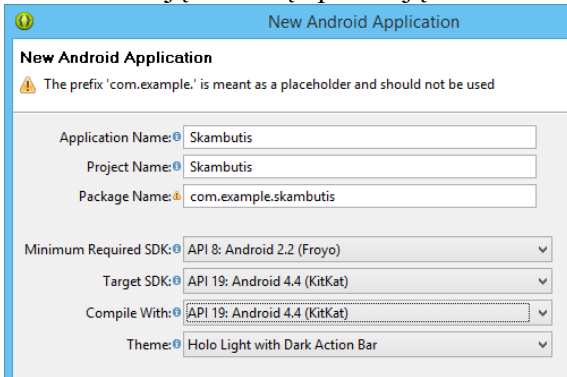 New Android Application
New Android Application
The prefix 'com.example.' is meant as a placeholder and should not be used
Application Name: Skambutis
Project Name: Skambutis
Package Name: com.example.skambutis
Minimum Required SDK: API 8: Android 2.2 (Froyo)
Target SDK: API 19: Android 4.4 (KitKat)
Compile With: API 19: Android 4.4 (KitKat)
Theme: Holo Light with Dark Action Bar